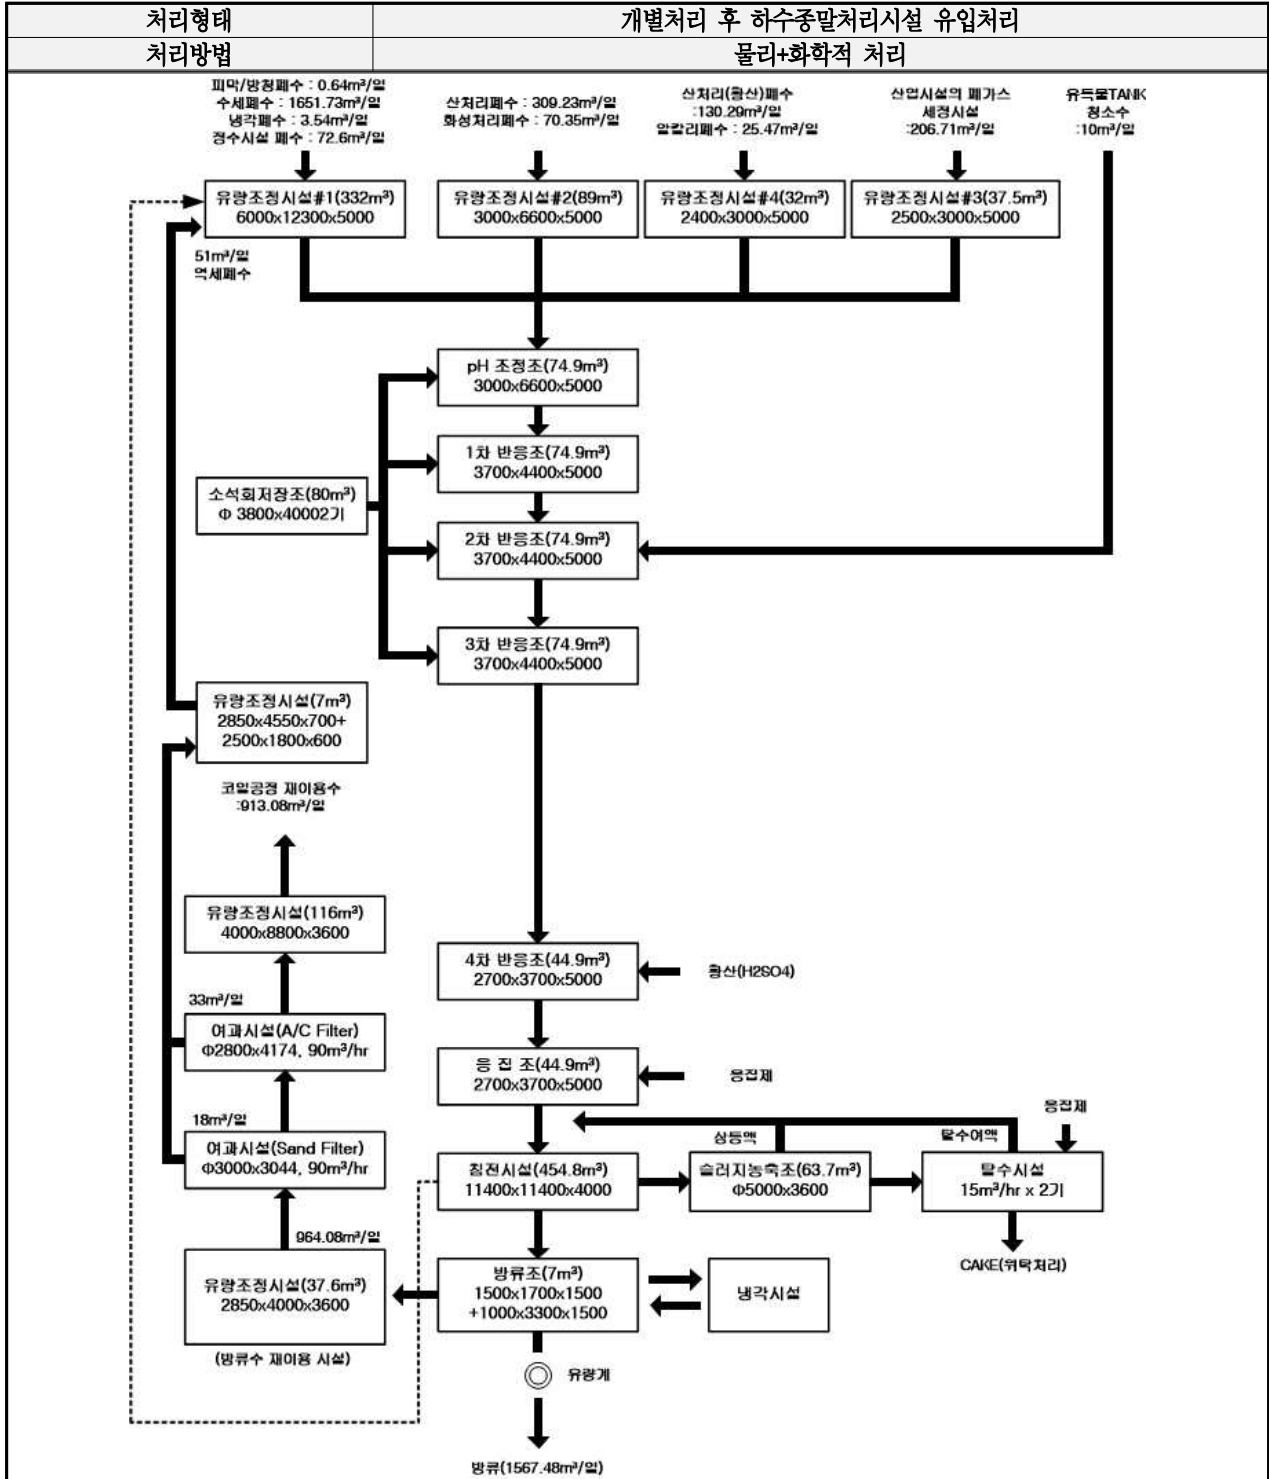 처리형태 개별처리 후 하수종말처리시설 유입처리
처리방법 물리+화학적 처리
피막/방청폐수 : 0.64m³/일
수세폐수 : 1651.73m³/일
냉각폐수 : 3.54m³/일
정수시설 폐수 : 72.6m³/일
산처리폐수 : 309.23m³/일
화성처리폐수 : 70.35m³/일
산처리(황산)폐수
:130.29m³/일
알칼리폐수 : 25.47m³/일
산업시설의 폐가스
세정시설
:206.71m³/일
유독물TANK
청소수
:10m³/일
유량조정시설#1(332m³)
6000x12300x5000
유량조정시설#2(89m³)
3000x6600x5000
유량조정시설#4(32m³)
2400x3000x5000
유량조정시설#3(37.5m³)
2500x3000x5000
51m³/일
역세폐수
pH 조정조(74.9m³)
3000x6600x5000
1차 반응조(74.9m³)
3700x4400x5000
소석회저장조(80m³)
Φ 3800x40002기
2차 반응조(74.9m³)
3700x4400x5000
3차 반응조(74.9m³)
3700x4400x5000
유량조정시설(7m³)
2850x4550x700+
2500x1800x600
코일공정 재이용수
:913.08m³/일
유량조정시설(116m³)
4000x8800x3600
4차 반응조(44.9m³)
2700x3700x5000
황산(H2SO4)
33m³/일
여과시설(A/C Filter)
Φ2800x4174, 90m³/hr
응 집 조(44.9m³)
2700x3700x5000
응집제
18m³/일
여과시설(Sand Filter)
Φ3000x3044, 90m³/hr
상등액
탈수여액
응집제
침전시설(454.8m³)
11400x11400x4000
슬러지농축조(63.7m³)
Φ5000x3600
탈수시설
15m³/hr x 2기
964.08m³/일
CAKE(위탁처리)
유량조정시설(37.6m³)
2850x4000x3600
방류조(7m³)
1500x1700x1500
+1000x3300x1500
냉각시설
(방류수 재이용 시설)
유량계
방류(1567.48m³/일)